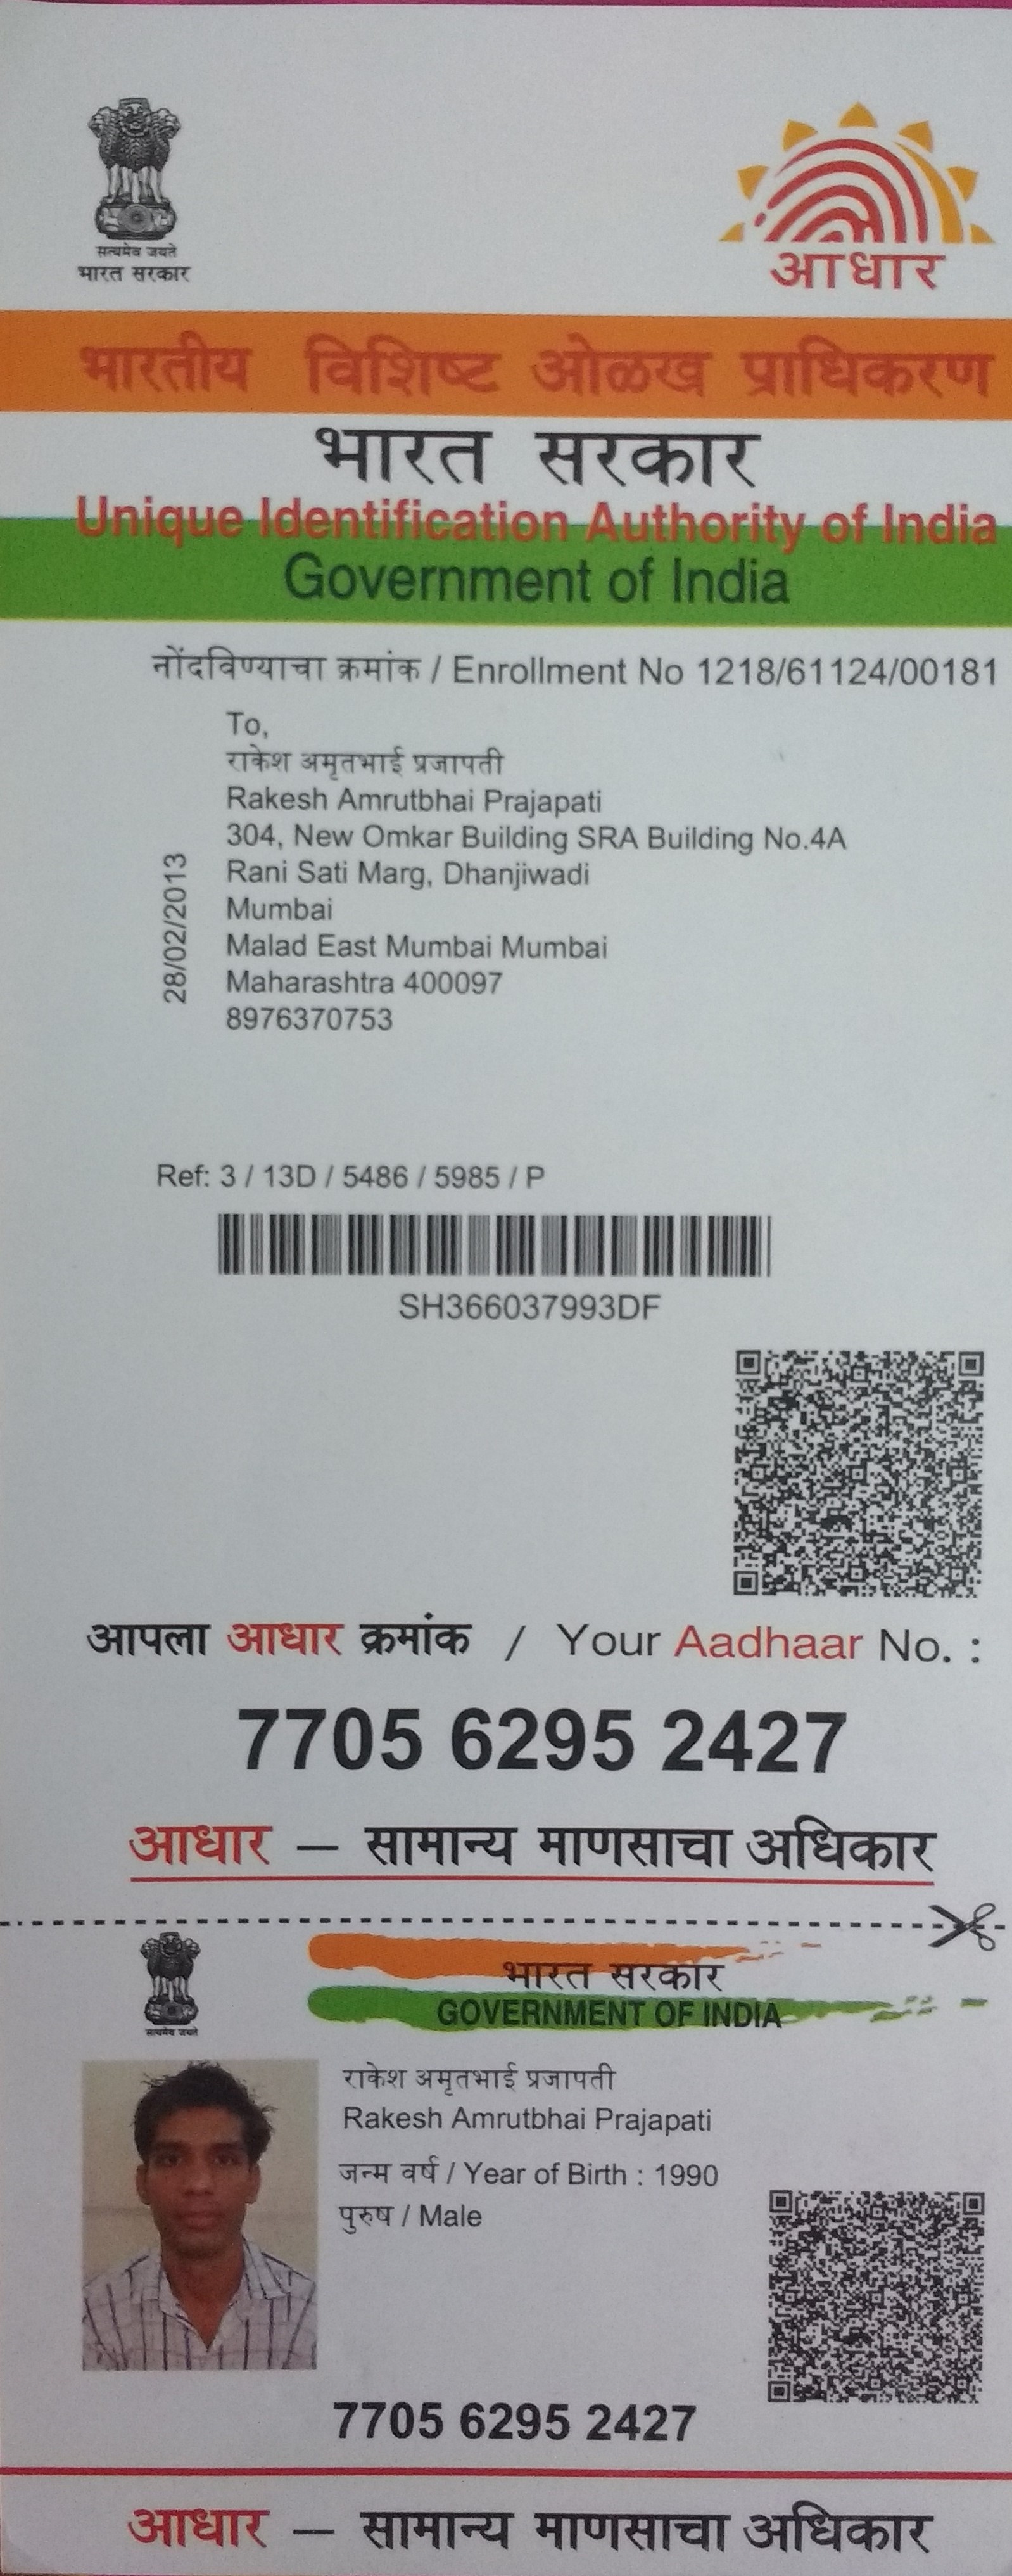 सत्यमेव जयते
भारत सरकार
आधार
भारतीय विशिष्ट ओळख प्राधिकरण
भारत सरकार
Unique Identification Authority of India
Government of India
नोंदविण्याचा क्रमांक / Enrollment No 1218/61124/00181
To,
राकेश अमृतभाई प्रजापती
Rakesh Amrutbhai Prajapati
304, New Omkar Building SRA Building No.4A
Rani Sati Marg, Dhanjiwadi
Mumbai
Malad East Mumbai Mumbai
Maharashtra 400097
8976370753
28/02/2013
Ref: 3 / 13D / 5486 / 5985 / P
SH366037993DF
आपला आधार क्रमांक / Your Aadhaar No. :
7705 6295 2427
आधार — सामान्य माणसाचा अधिकार
सत्यमेव जयते
भारत सरकार
GOVERNMENT OF INDIA
राकेश अमृतभाई प्रजापती
Rakesh Amrutbhai Prajapati
जन्म वर्ष / Year of Birth : 1990
पुरुष / Male
7705 6295 2427
आधार — सामान्य माणसाचा अधिकार